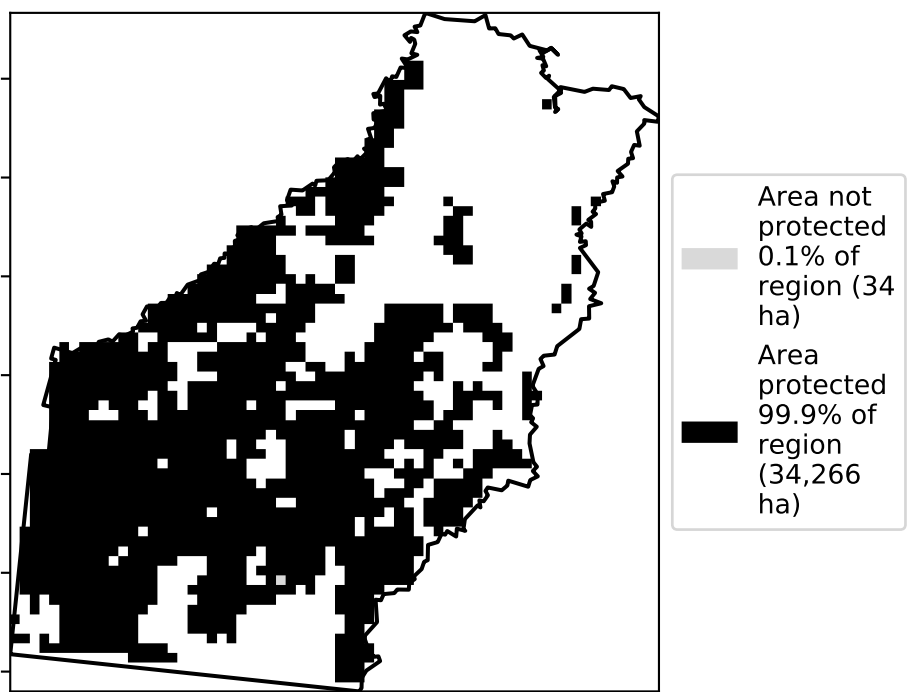 Area not
protected
0.1% of
region (34
ha)
Area
protected
99.9% of
region
(34,266
ha)